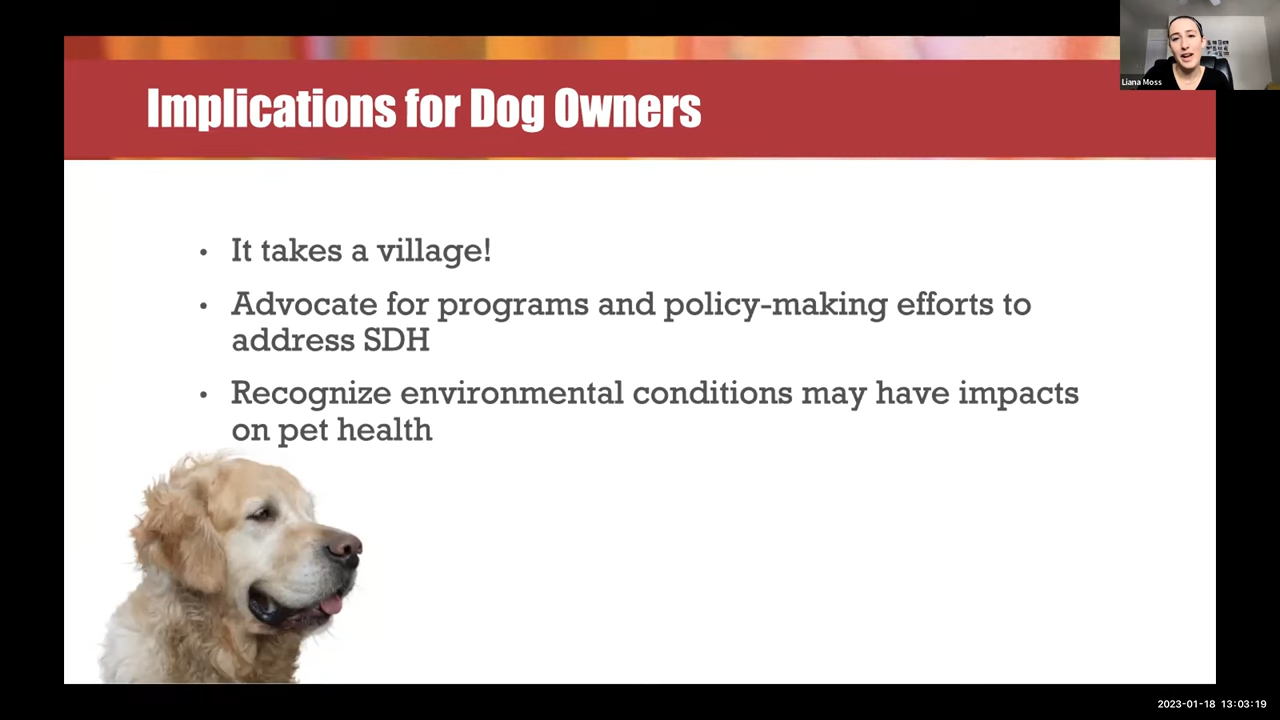 Liana Moss
Implications for Dog Owners
• It takes a village!
• Advocate for programs and policy-making efforts to
address SDH
• Recognize environmental conditions may have impacts
on pet health
2023-01-18 13:03:19